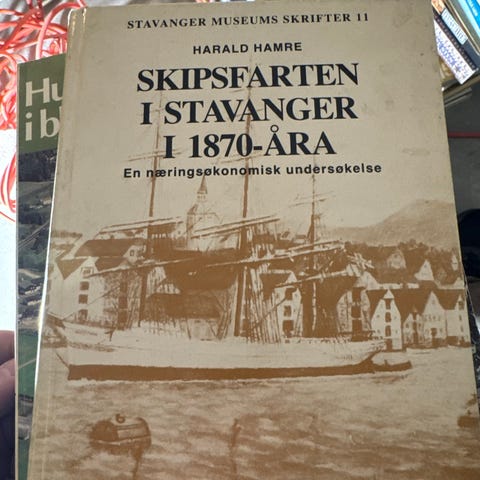 STAVANGER MUSEUMS SKRIFTER 11
HARALD HAMRE
SKIPSFARTEN
I STAVANGER
I 1870-ÅRA
En næringsøkonomisk undersøkelse